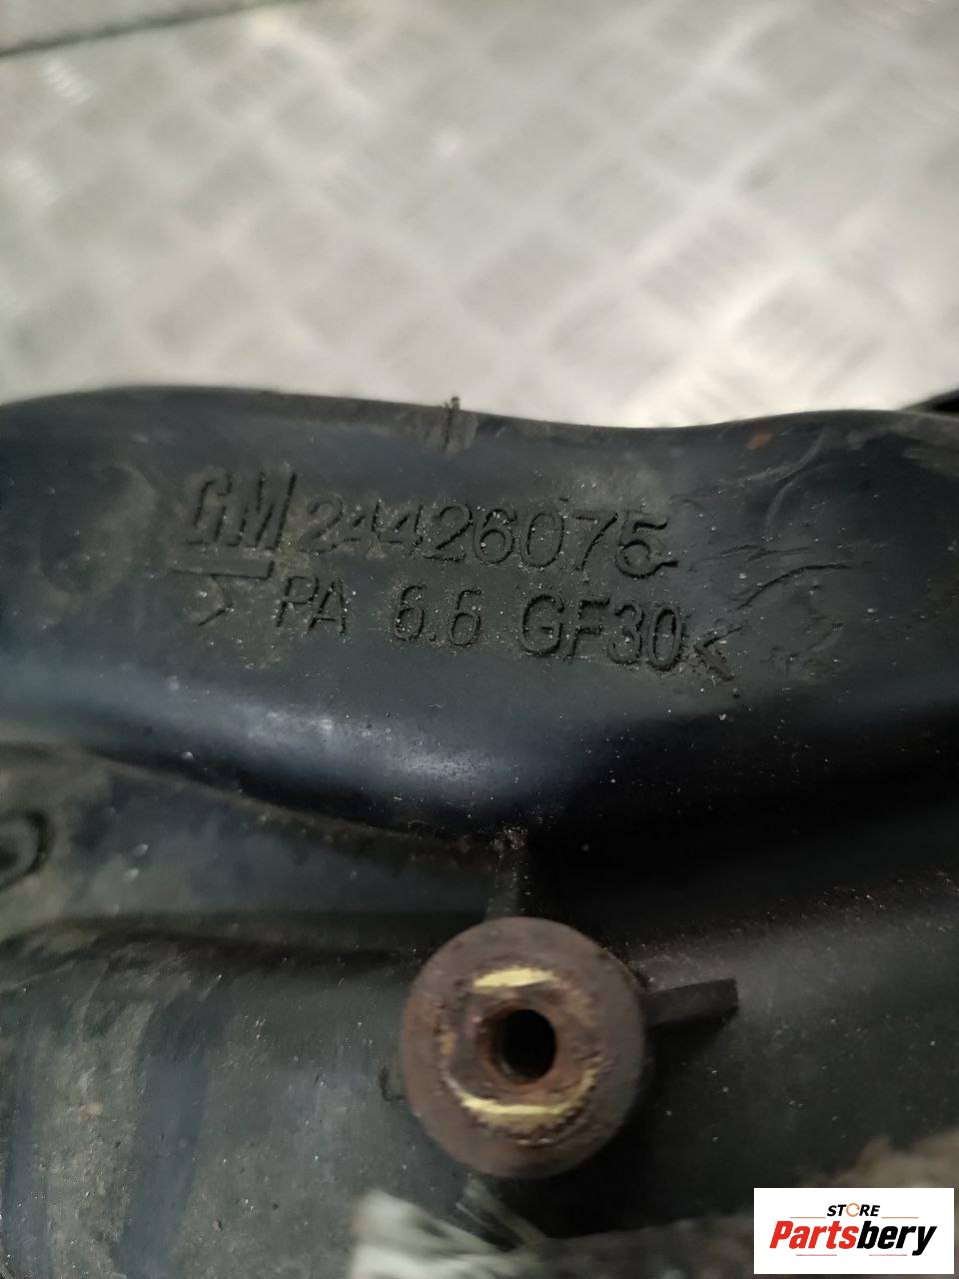 GM 24426075
>PA 6.6 GF30<
STORE
Partsbery